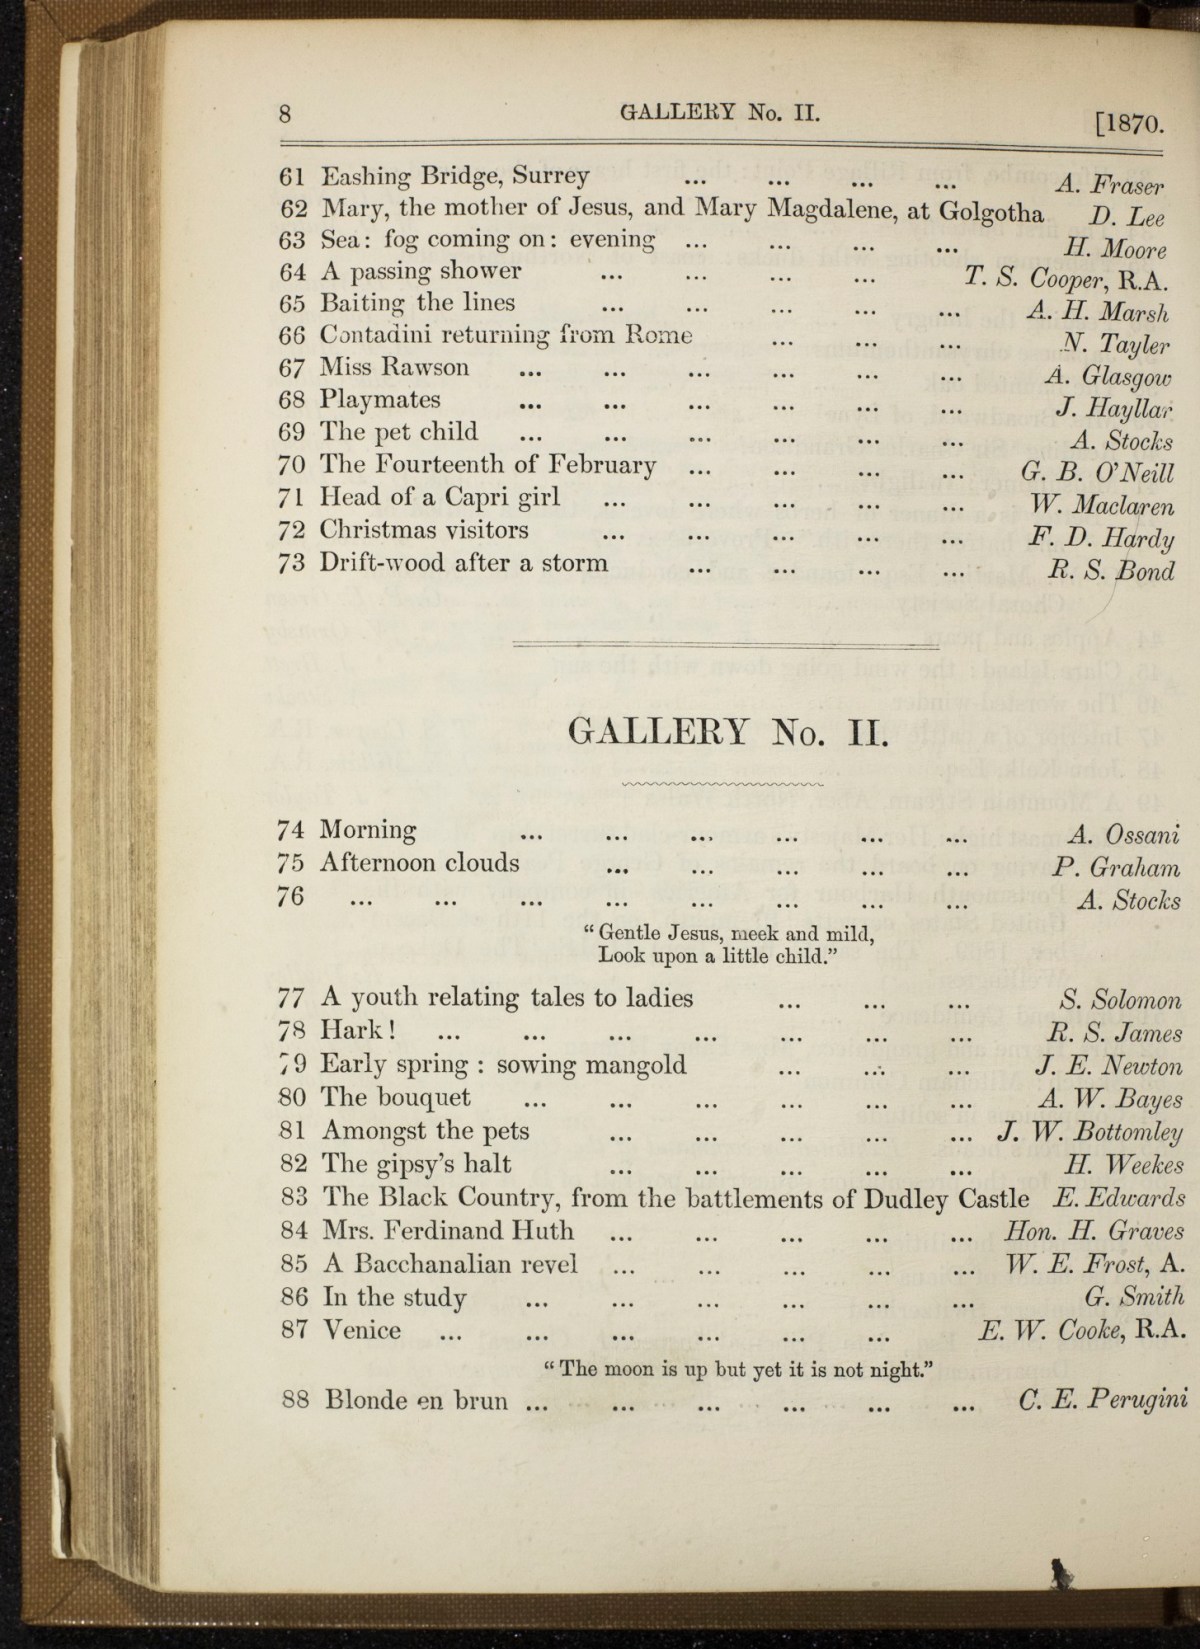 8 GALLERY No. II. [1870.
61 Eashing Bridge, Surrey ... ... ... ... A. Fraser
62 Mary, the mother of Jesus, and Mary Magdalene, at Golgotha D. Lee
63 Sea: fog coming on: evening ... ... ... ... H. Moore
64 A passing shower ... ... ... ... T. S. Cooper, R.A.
65 Baiting the lines ... ... ... ... ... A. H. Marsh
66 Contadini returning from Rome ... ... ... N. Tayler
67 Miss Rawson ... ... ... ... ... ... A. Glasgow
68 Playmates ... ... ... ... ... ... J. Hayllar
69 The pet child ... ... ... ... ... ... A. Stocks
70 The Fourteenth of February ... ... ... ... G. B. O'Neill
71 Head of a Capri girl ... ... ... ... ... W. Maclaren
72 Christmas visitors ... ... ... ... ... F. D. Hardy
73 Drift-wood after a storm ... ... ... ... R. S. Bond
GALLERY No. II.
74 Morning ... ... ... ... ... ... A. Ossani
75 Afternoon clouds ... ... ... ... ... P. Graham
76 ... ... ... ... ... ... ... ... A. Stocks
"Gentle Jesus, meek and mild,
Look upon a little child."
77 A youth relating tales to ladies ... ... ... S. Solomon
78 Hark! ... ... ... ... ... ... ... R. S. James
79 Early spring : sowing mangold ... ... ... J. E. Newton
80 The bouquet ... ... ... ... ... ... A. W. Bayes
81 Amongst the pets ... ... ... ... ... J. W. Bottomley
82 The gipsy's halt ... ... ... ... ... H. Weekes
83 The Black Country, from the battlements of Dudley Castle E. Edwards
84 Mrs. Ferdinand Huth ... ... ... ... ... Hon. H. Graves
85 A Bacchanalian revel ... ... ... ... ... W. E. Frost, A.
86 In the study ... ... ... ... ... ... G. Smith
87 Venice ... ... ... ... ... ... E. W. Cooke, R.A.
"The moon is up but yet it is not night."
88 Blonde en brun ... ... ... ... ... ... C. E. Perugini